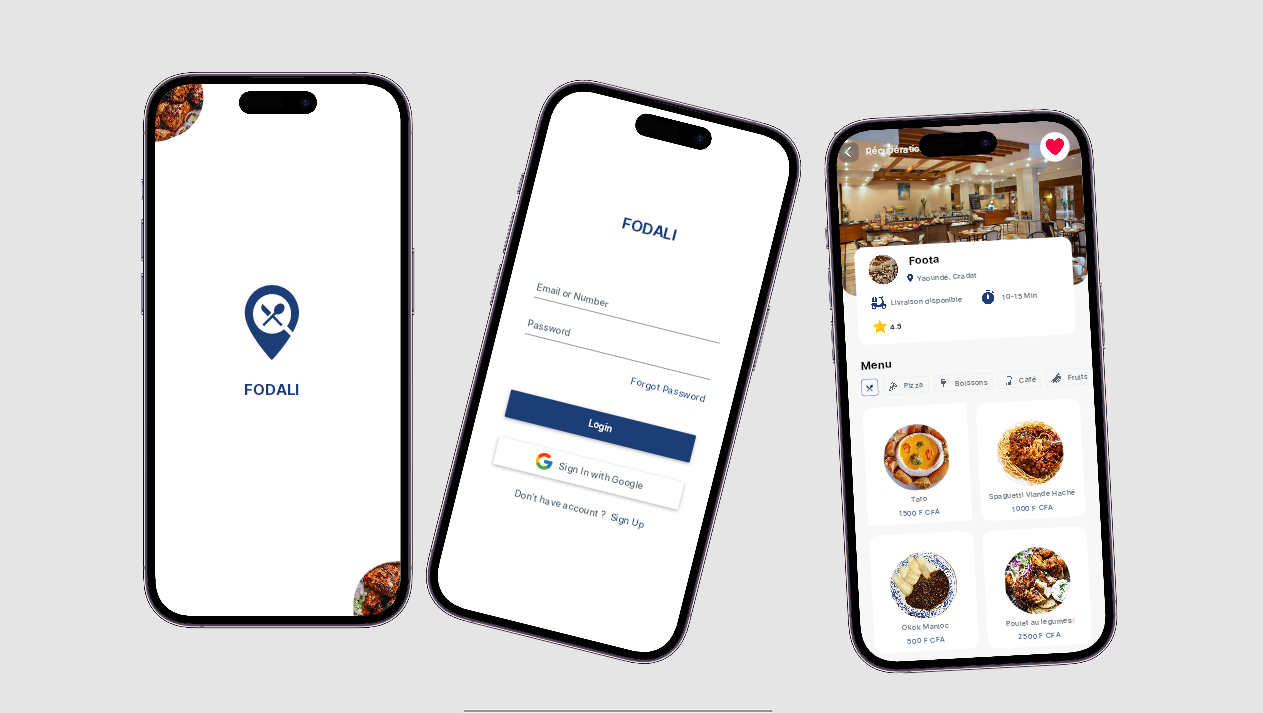 FODALI
FODALI
Email or Number
Password
Forgot Password
Login
Sign In with Google
Don't have account ? Sign Up
Récupératio
Foota
Yaoundé, Cradat
Livraison disponible
10-15 Min
4.5
Menu
Pizza
Boissons
Café
Fruits
Taro
1500 F CFA
Spaguetti Viande Haché
1000 F CFA
Okok Manioc
500 F CFA
Poulet au legumes
2500 F CFA